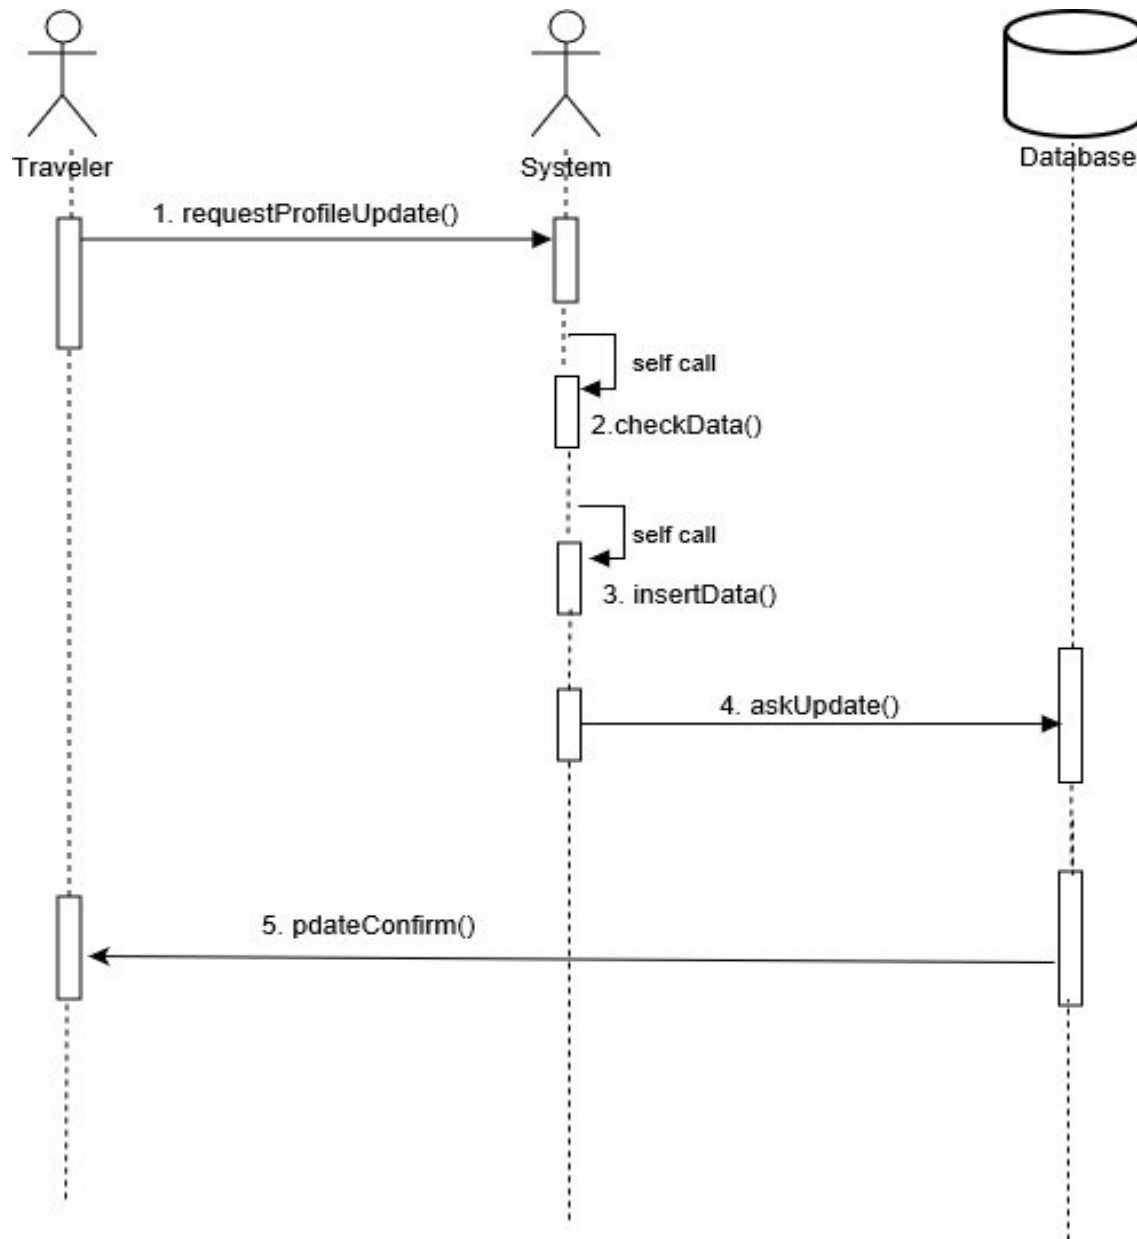 Traveler
System
Database
1. requestProfileUpdate()
self call
2.checkData()
self call
3. insertData()
4. askUpdate()
5. pdateConfirm()